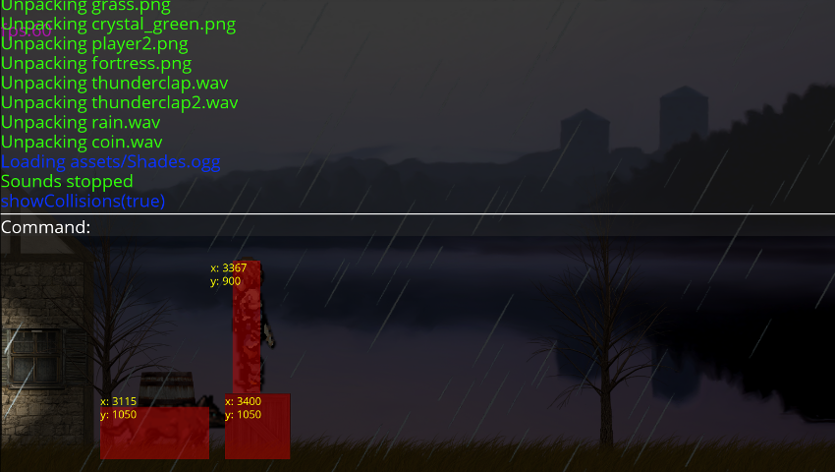 Unpacking grass.png
Unpacking crystal_green.png
fps:60
Unpacking player2.png
Unpacking fortress.png
Unpacking thunderclap.wav
Unpacking thunderclap2.wav
Unpacking rain.wav
Unpacking coin.wav
Loading assets/Shades.ogg
Sounds stopped
showCollisions(true)
Command:
x: 3367
y: 900
x: 3115
y: 1050
x: 3400
y: 1050